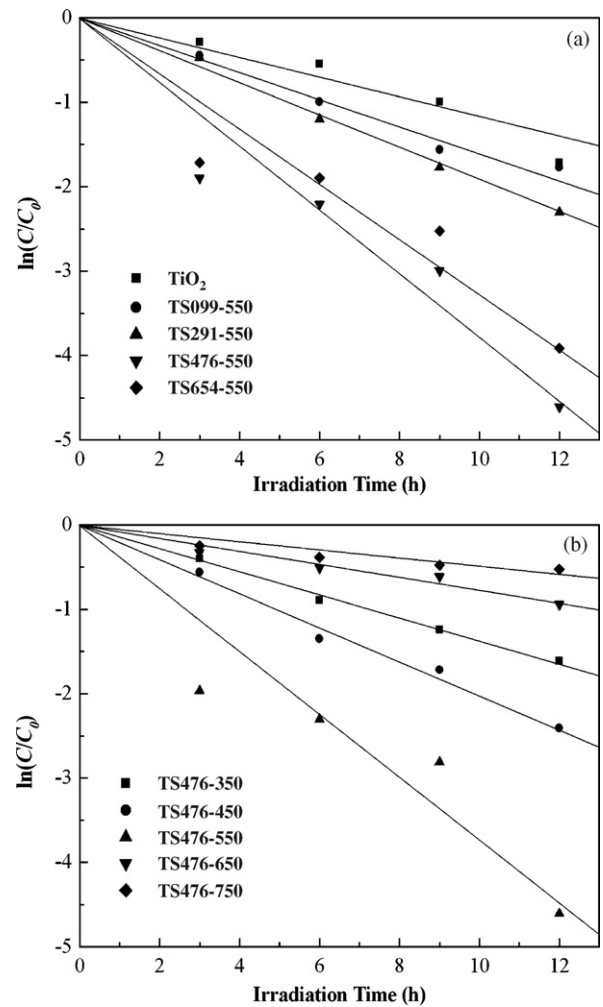 (a)
0
-1
-2
-3
-4
-5
ln(C/C₀)
TiO₂
TS099-550
TS291-550
TS476-550
TS654-550
0 2 4 6 8 10 12
Irradiation Time (h)
(b)
0
-1
-2
-3
-4
-5
ln(C/C₀)
TS476-350
TS476-450
TS476-550
TS476-650
TS476-750
0 2 4 6 8 10 12
Irradiation Time (h)